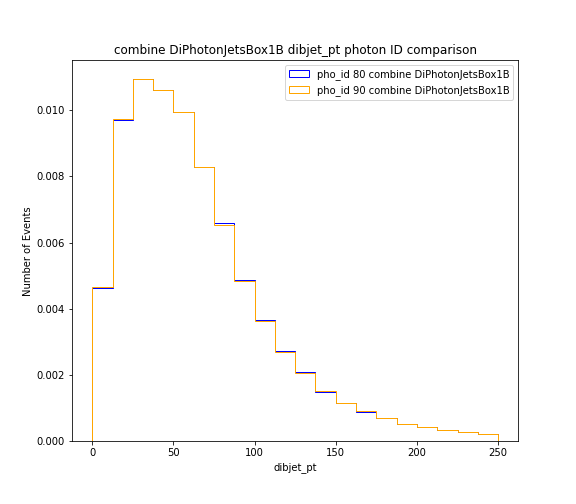 combine DiPhotonJetsBox1B dibjet_pt photon ID comparison
pho_id 80 combine DiPhotonJetsBox1B
pho_id 90 combine DiPhotonJetsBox1B
Number of Events
0.010
0.008
0.006
0.004
0.002
0.000
0 50 100 150 200 250
dibjet_pt